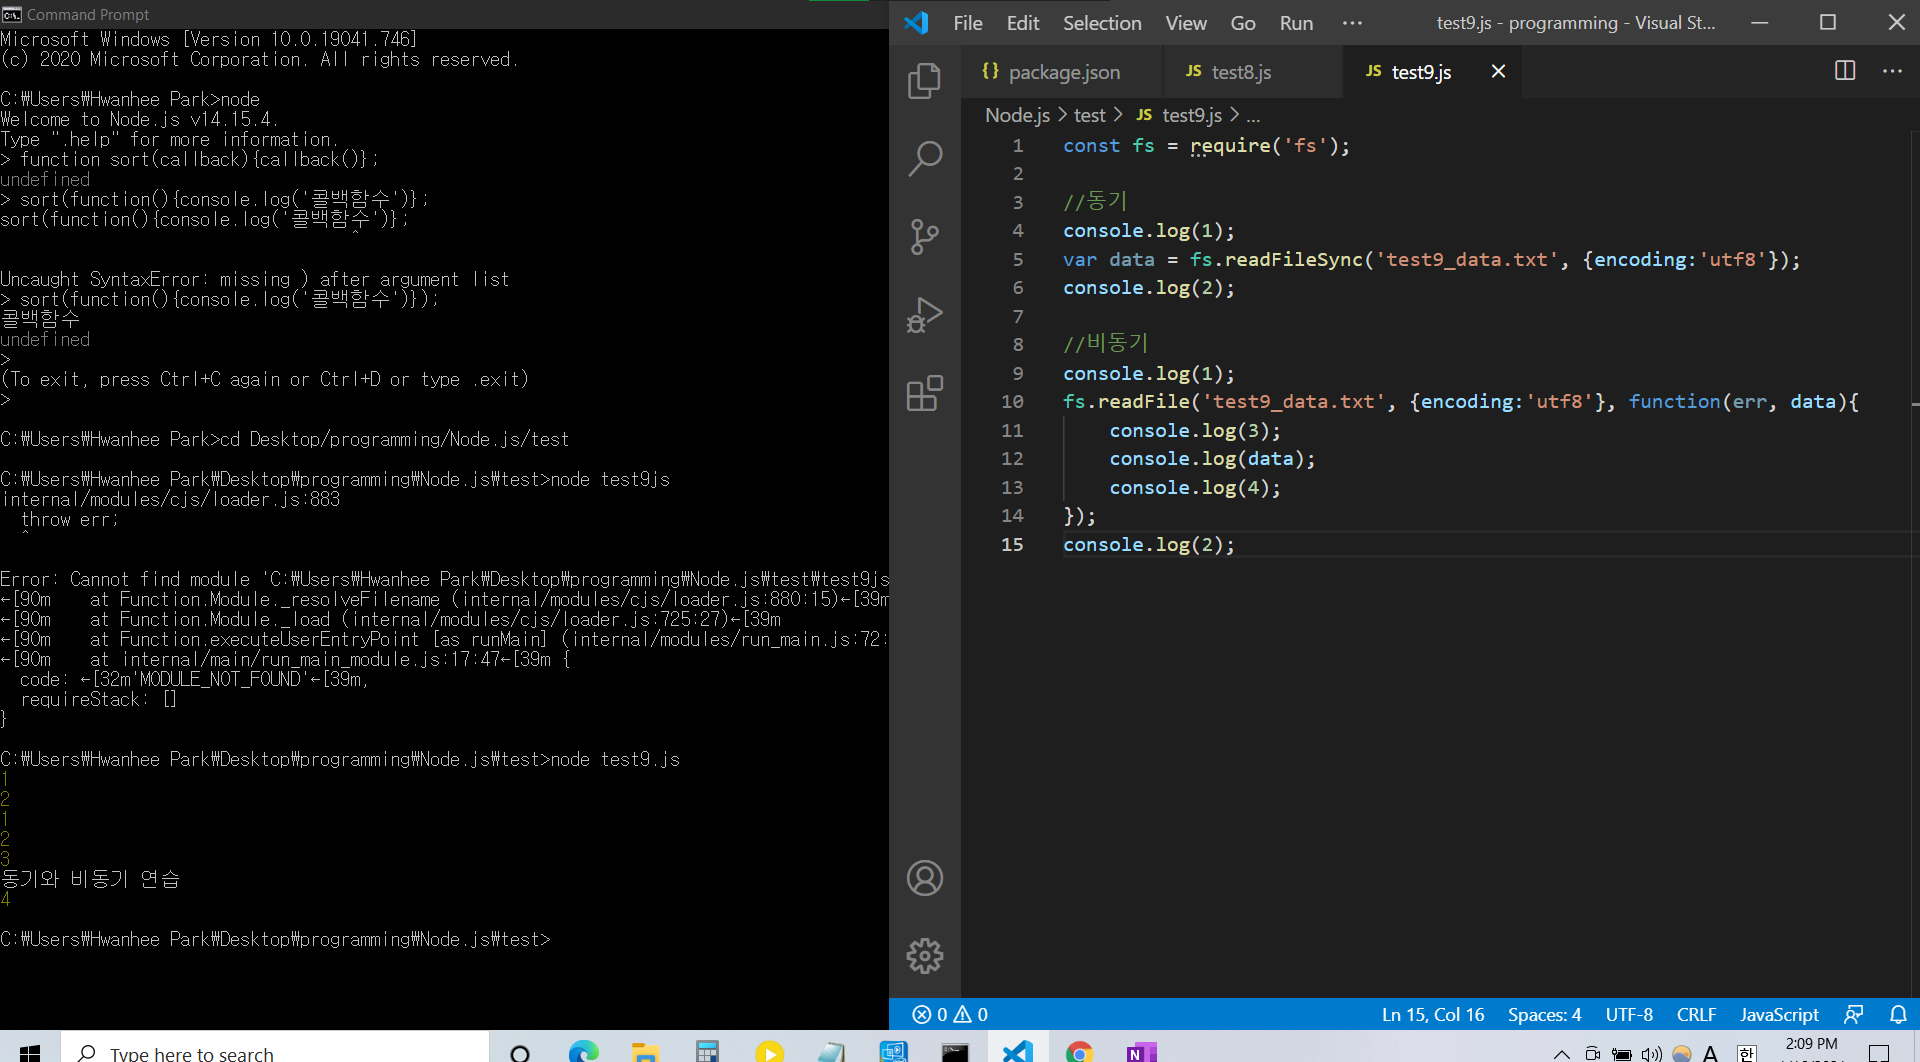 Command Prompt
Microsoft Windows [Version 10.0.19041.746]
(c) 2020 Microsoft Corporation. All rights reserved.
C:₩Users₩Hwanhee Park>node
Welcome to Node.js v14.15.4.
Type ".help" for more information.
> function sort(callback){callback()};
undefined
> sort(function(){console.log('콜백함수')};
sort(function(){console.log('콜백함수')};
^
Uncaught SyntaxError: missing ) after argument list
> sort(function(){console.log('콜백함수')});
콜백함수
undefined
>
(To exit, press Ctrl+C again or Ctrl+D or type .exit)
>
C:₩Users₩Hwanhee Park>cd Desktop/programming/Node.js/test
C:₩Users₩Hwanhee Park₩Desktop₩programming₩Node.js₩test>node test9js
internal/modules/cjs/loader.js:883
throw err;
^
Error: Cannot find module 'C:₩Users₩Hwanhee Park₩Desktop₩programming₩Node.js₩test₩test9js
←[90m    at Function.Module._resolveFilename (internal/modules/cjs/loader.js:880:15)←[39m
←[90m    at Function.Module._load (internal/modules/cjs/loader.js:725:27)←[39m
←[90m    at Function.executeUserEntryPoint [as runMain] (internal/modules/run_main.js:72:
←[90m    at internal/main/run_main_module.js:17:47←[39m {
code: ←[32m'MODULE_NOT_FOUND'←[39m,
requireStack: []
}
C:₩Users₩Hwanhee Park₩Desktop₩programming₩Node.js₩test>node test9.js
1
2
1
2
3
동기와 비동기 연습
4
C:₩Users₩Hwanhee Park₩Desktop₩programming₩Node.js₩test>
File Edit Selection View Go Run ··· test9.js - programming - Visual St...
{} package.json JS test8.js JS test9.js
Node.js > test > JS test9.js > ...
1 const fs = require('fs');
2
3 //동기
4 console.log(1);
5 var data = fs.readFileSync('test9_data.txt', {encoding:'utf8'});
6 console.log(2);
7
8 //비동기
9 console.log(1);
10 fs.readFile('test9_data.txt', {encoding:'utf8'}, function(err, data){
11 console.log(3);
12 console.log(data);
13 console.log(4);
14 });
15 console.log(2);
0 0 Ln 15, Col 16 Spaces: 4 UTF-8 CRLF JavaScript
Type here to search
N
A 한 2:09 PM